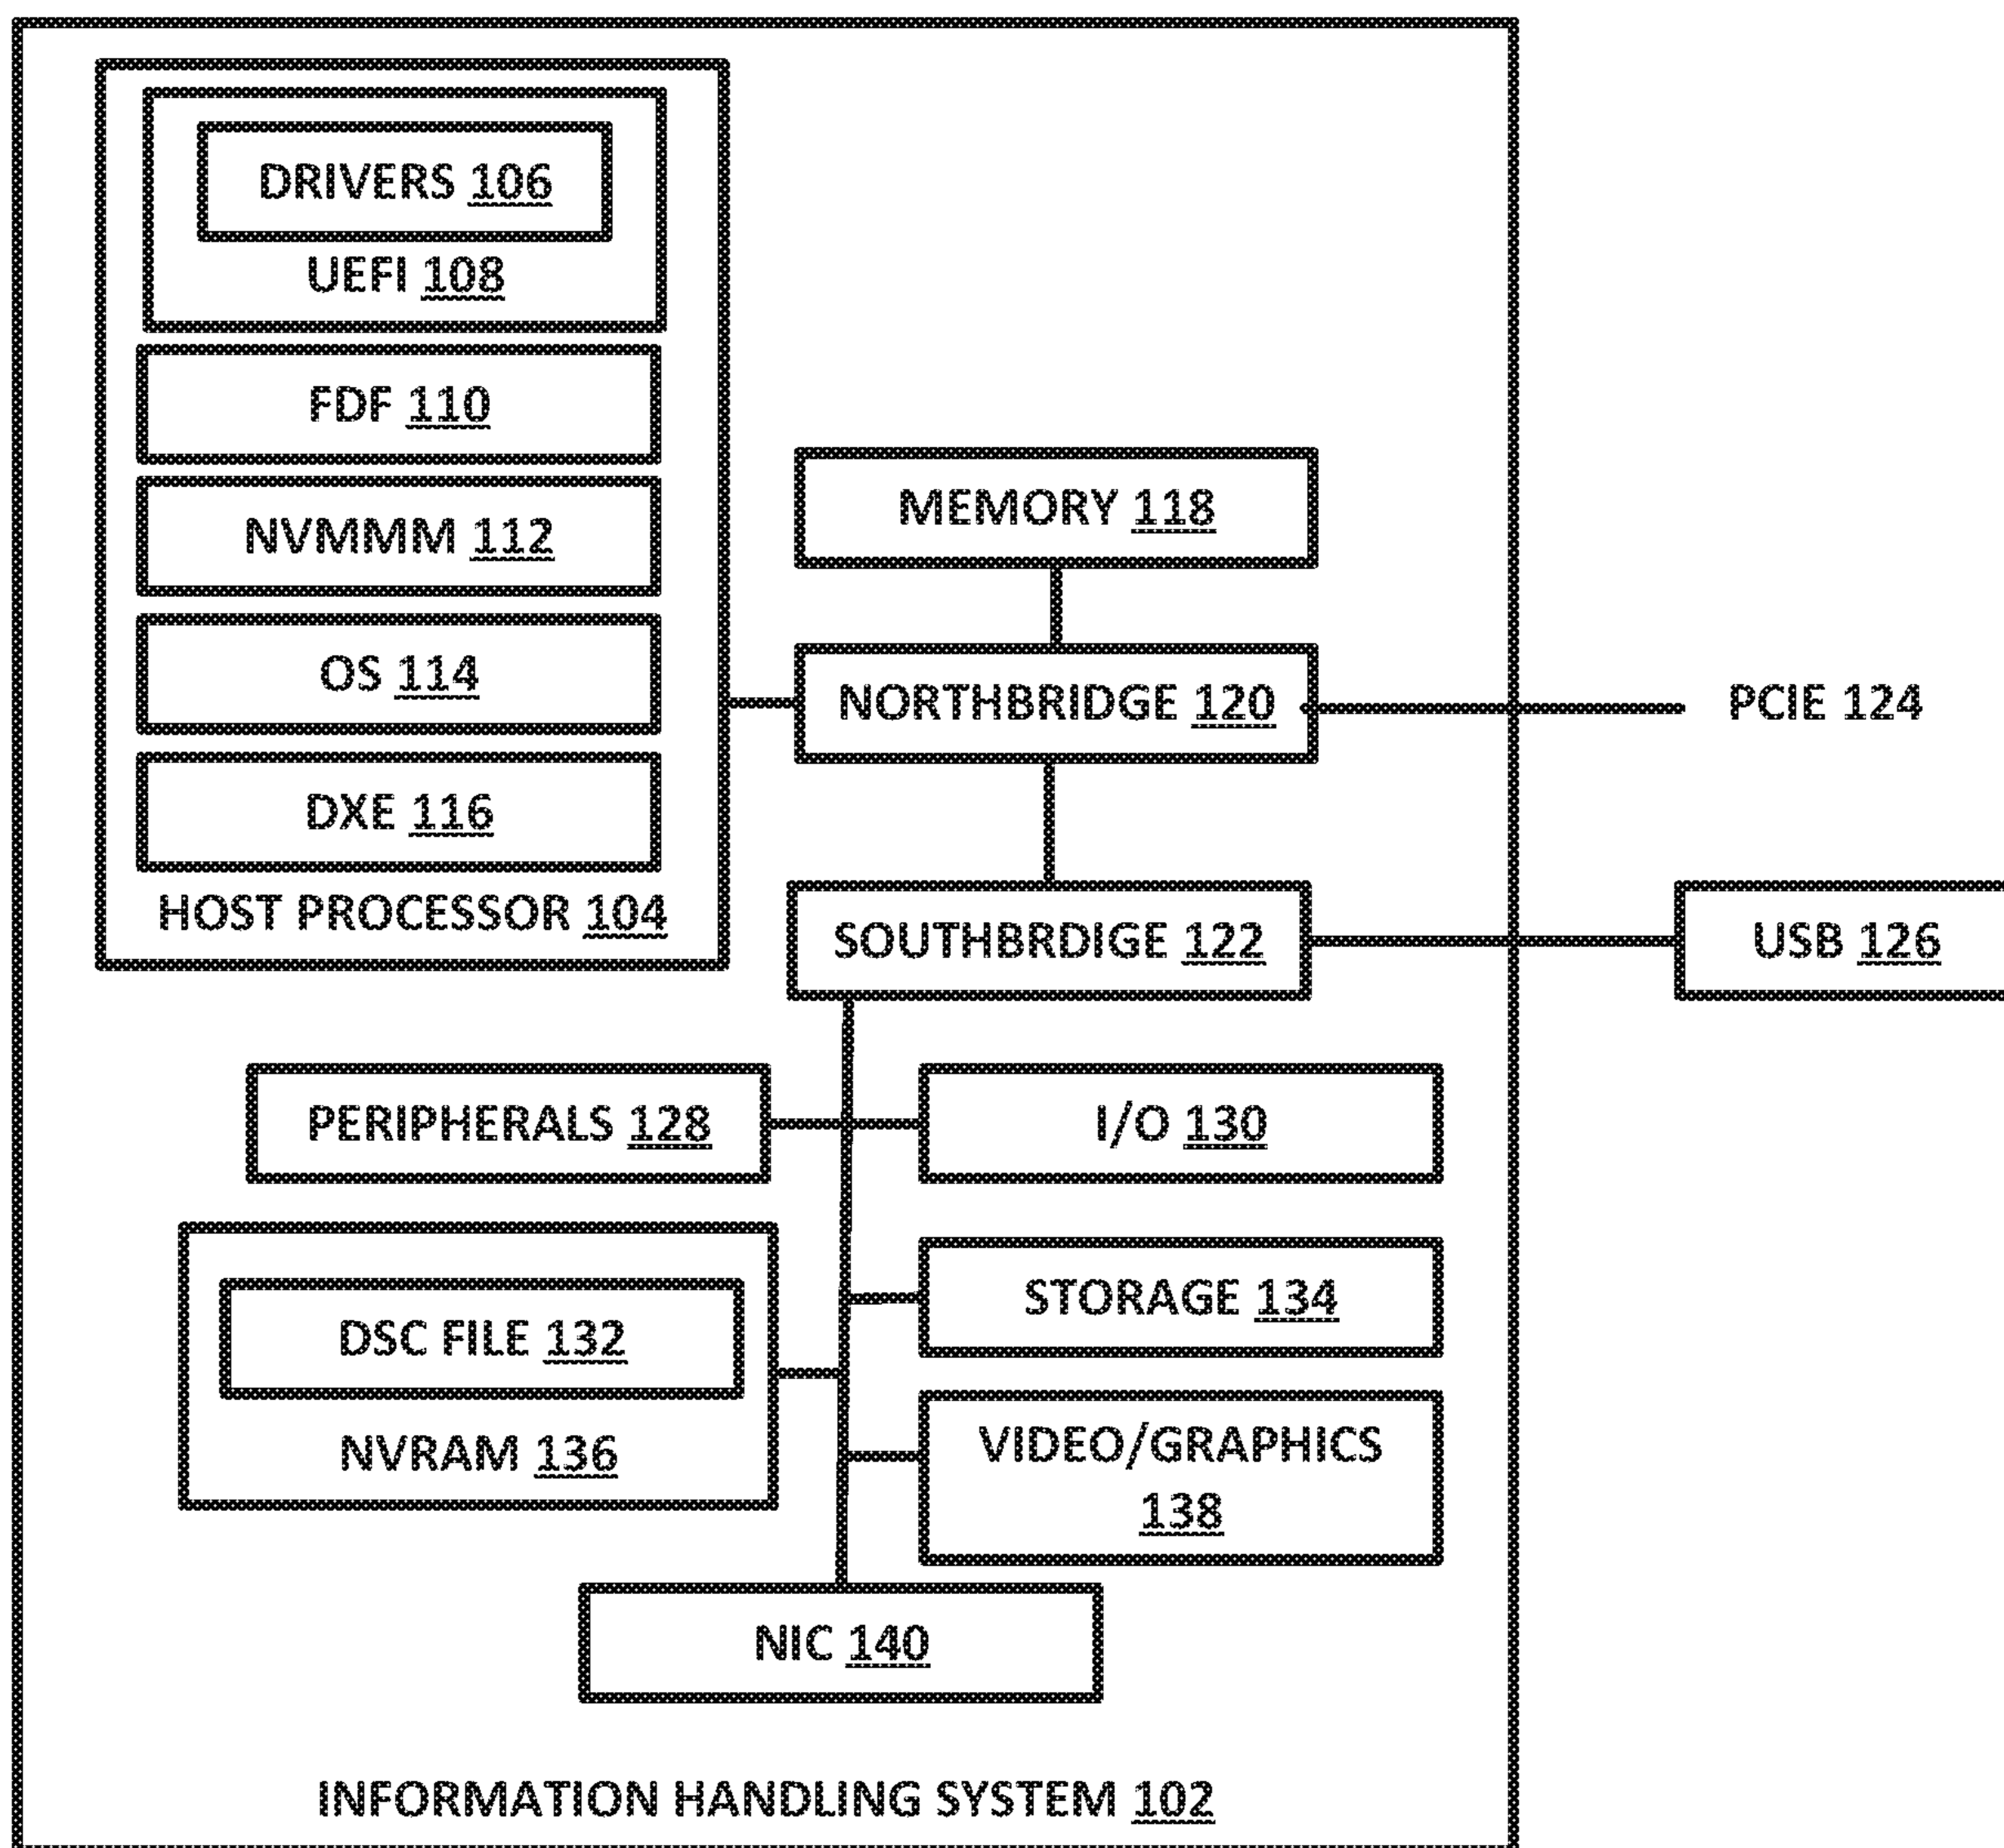 DRIVERS 106
UEFI 108
FDF 110
NVMMM 112
OS 114
DXE 116
HOST PROCESSOR 104
MEMORY 118
NORTHBRIDGE 120
PCIE 124
SOUTHBRDIGE 122
USB 126
PERIPHERALS 128
I/O 130
DSC FILE 132
NVRAM 136
STORAGE 134
VIDEO/GRAPHICS
138
NIC 140
INFORMATION HANDLING SYSTEM 102